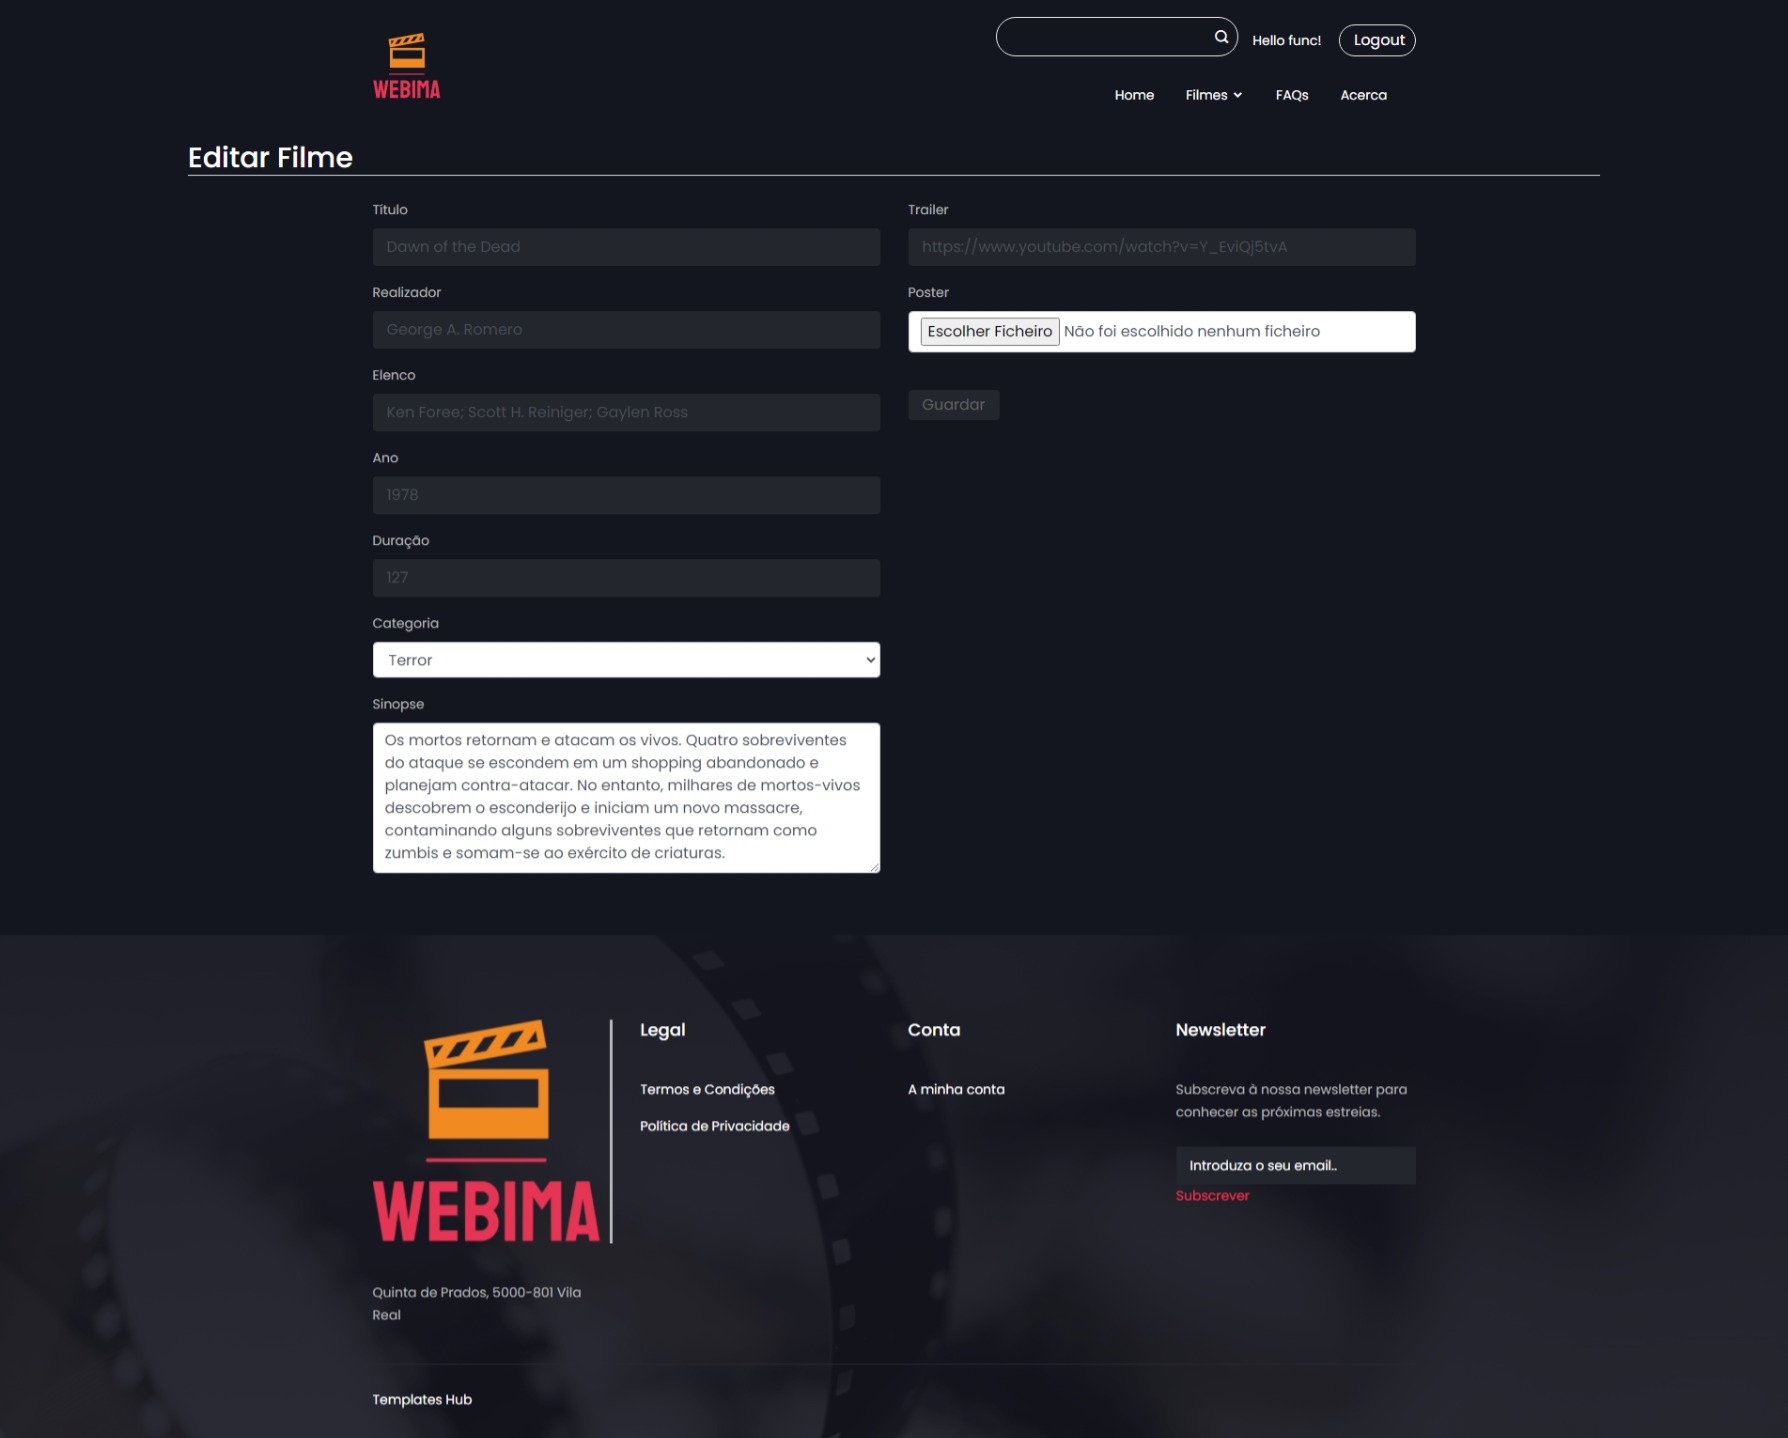 WEBIMA
Hello func!
Logout
Home
Filmes
FAQs
Acerca
Editar Filme
Título
Dawn of the Dead
Realizador
George A. Romero
Elenco
Ken Foree; Scott H. Reiniger; Gaylen Ross
Ano
1978
Duração
127
Categoria
Terror
Sinopse
Os mortos retornam e atacam os vivos. Quatro sobreviventes
do ataque se escondem em um shopping abandonado e
planejam contra-atacar. No entanto, milhares de mortos-vivos
descobrem o esconderijo e iniciam um novo massacre,
contaminando alguns sobreviventes que retornam como
zumbis e somam-se ao exército de criaturas.
Trailer
https://www.youtube.com/watch?v=Y_EviQj5tvA
Poster
Escolher Ficheiro Não foi escolhido nenhum ficheiro
Guardar
WEBIMA
Quinta de Prados, 5000-801 Vila
Real
Legal
Termos e Condições
Política de Privacidade
Conta
A minha conta
Newsletter
Subscreva à nossa newsletter para
conhecer as próximas estreias.
Introduza o seu email..
Subscrever
Templates Hub